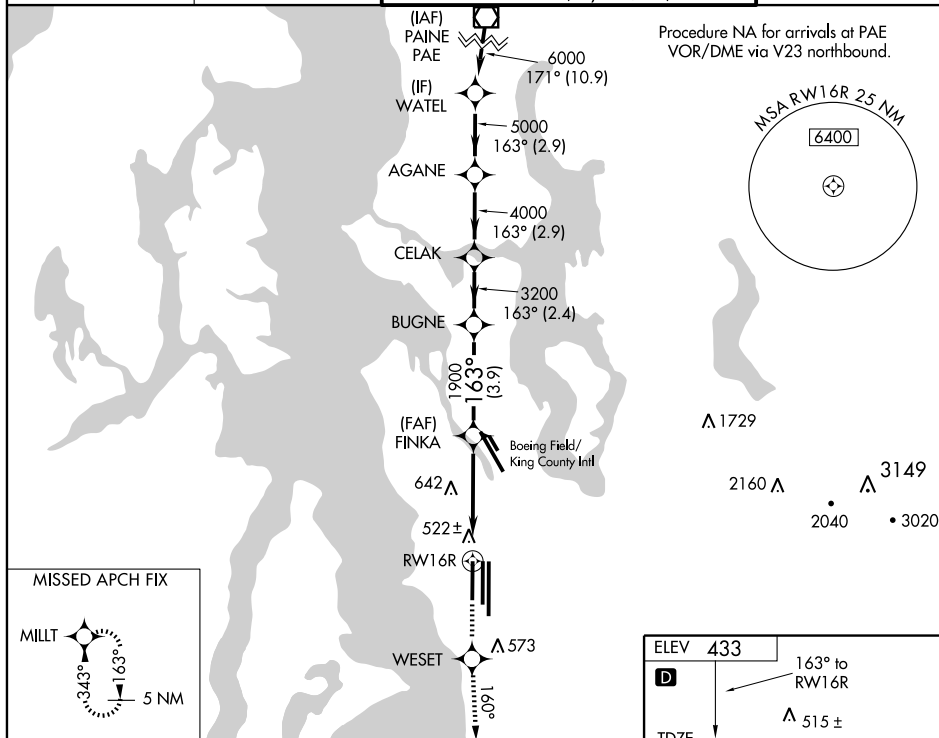 (IAF)
PAINE
PAE
Procedure NA for arrivals at PAE
VOR/DME via V23 northbound.
6000
171° (10.9)
(IF)
WATEL
MSA RW16R 25 NM
6400
5000
163° (2.9)
AGANE
4000
163° (2.9)
CELAK
3200
163° (2.4)
BUGNE
1900
163°
(3.9)
(FAF)
FINKA
Boeing Field/
King County Intl
1729
642
2160
3149
2040
3020
522 ±
RW16R
MISSED APCH FIX
MILLT
343°
163°
5 NM
WESET
573
160°
ELEV 433
D
163° to
RW16R
515 ±